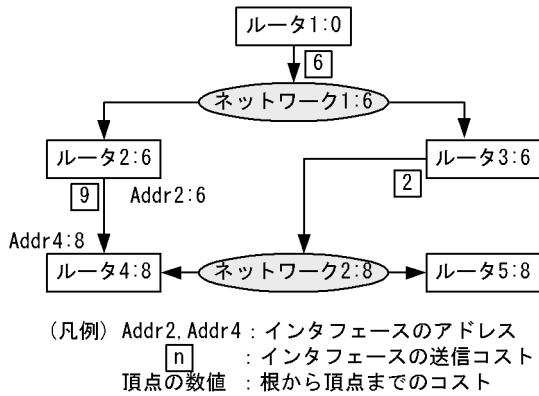 ルータ1:0
6
ネットワーク1:6
ルータ2:6
ルータ3:6
9
Addr2:6
2
Addr4:8
ルータ4:8
ネットワーク2:8
ルータ5:8
(凡例) Addr2, Addr4 : インタフェースのアドレス
n : インタフェースの送信コスト
頂点の数値 : 根から頂点までのコスト